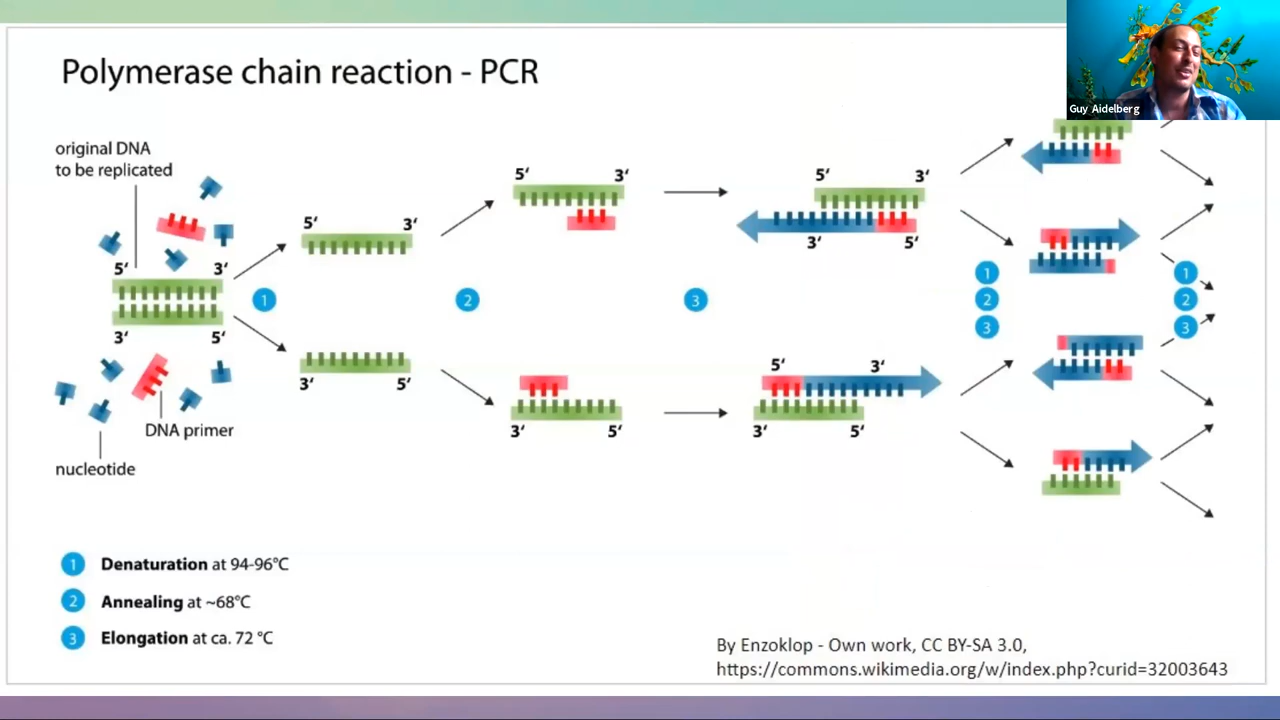 Polymerase chain reaction - PCR
Guy Aidelberg
original DNA
to be replicated
5‘ 3‘
3‘ 5‘
DNA primer
nucleotide
1
5‘ 3‘
3‘ 5‘
2
5‘ 3‘
3‘ 5‘
3
5‘ 3‘
3‘ 5‘
5‘ 3‘
3‘ 5‘
1
2
3
1
2
3
1 Denaturation at 94-96°C
2 Annealing at ~68°C
3 Elongation at ca. 72 °C
By Enzoklop - Own work, CC BY-SA 3.0,
https://commons.wikimedia.org/w/index.php?curid=32003643